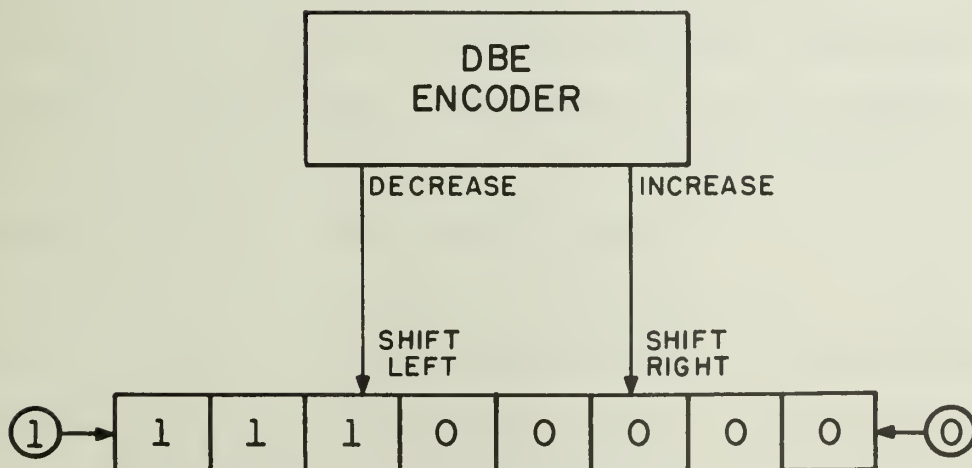 DBE
ENCODER
DECREASE
INCREASE
SHIFT
LEFT
SHIFT
RIGHT
1 1 1 1 0 0 0 0 0 0